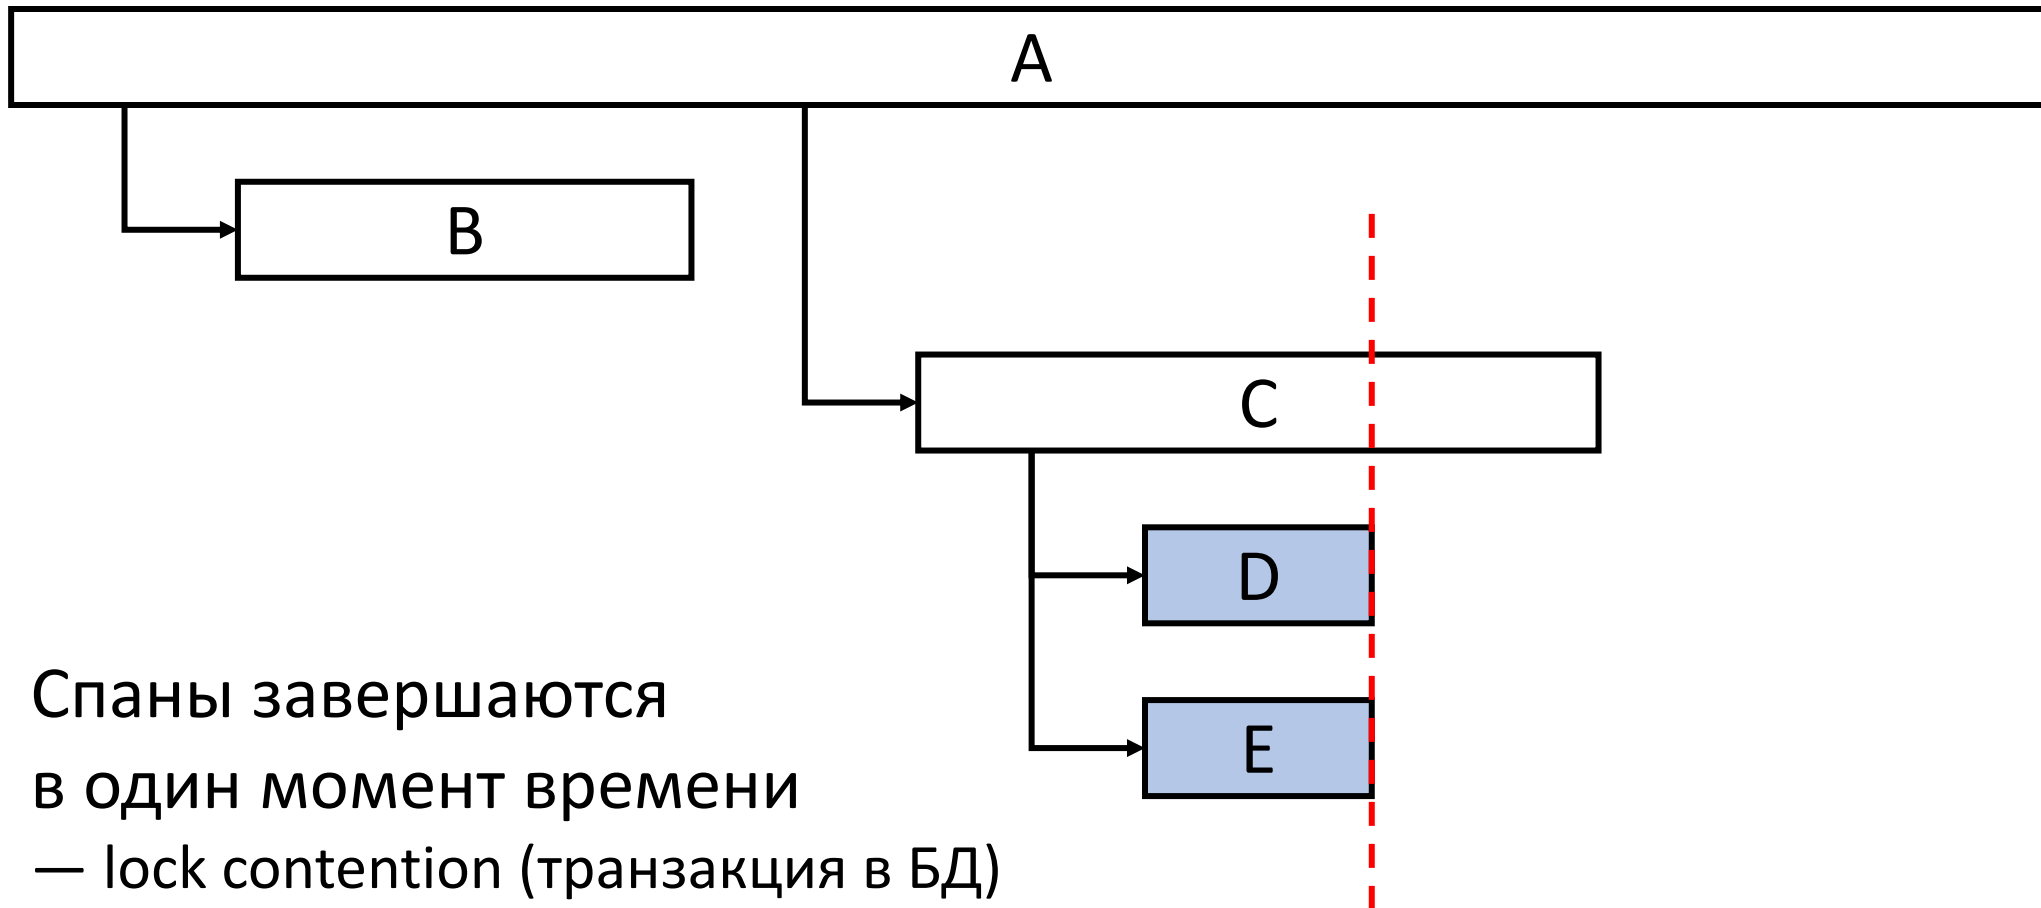 A
B
C
D
E
Спаны завершаются
в один момент времени
— lock contention (транзакция в БД)